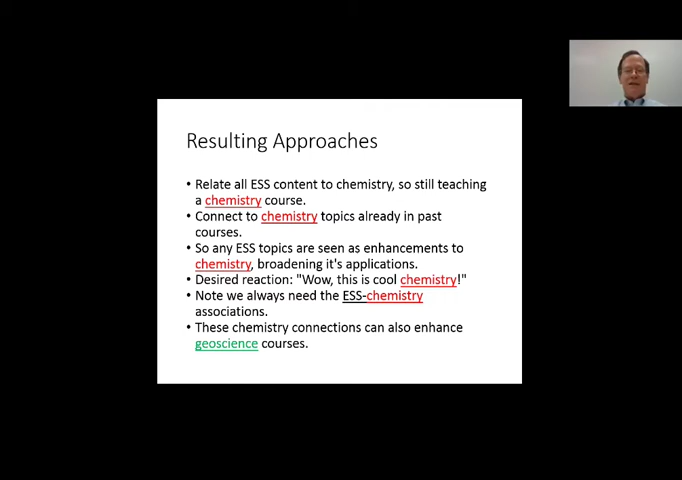 Resulting Approaches
• Relate all ESS content to chemistry, so still teaching
a chemistry course.
• Connect to chemistry topics already in past
courses.
• So any ESS topics are seen as enhancements to
chemistry, broadening it's applications.
• Desired reaction: "Wow, this is cool chemistry!"
• Note we always need the ESS-chemistry
associations.
• These chemistry connections can also enhance
geoscience courses.